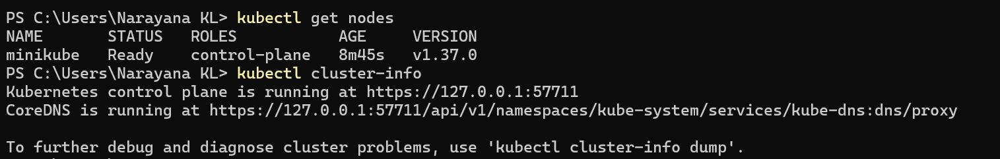 PS C:\Users\Narayana KL> kubectl get nodes
NAME       STATUS   ROLES           AGE     VERSION
minikube   Ready    control-plane   8m45s   v1.37.0
PS C:\Users\Narayana KL> kubectl cluster-info
Kubernetes control plane is running at https://127.0.0.1:57711
CoreDNS is running at https://127.0.0.1:57711/api/v1/namespaces/kube-system/services/kube-dns:dns/proxy
To further debug and diagnose cluster problems, use 'kubectl cluster-info dump'.